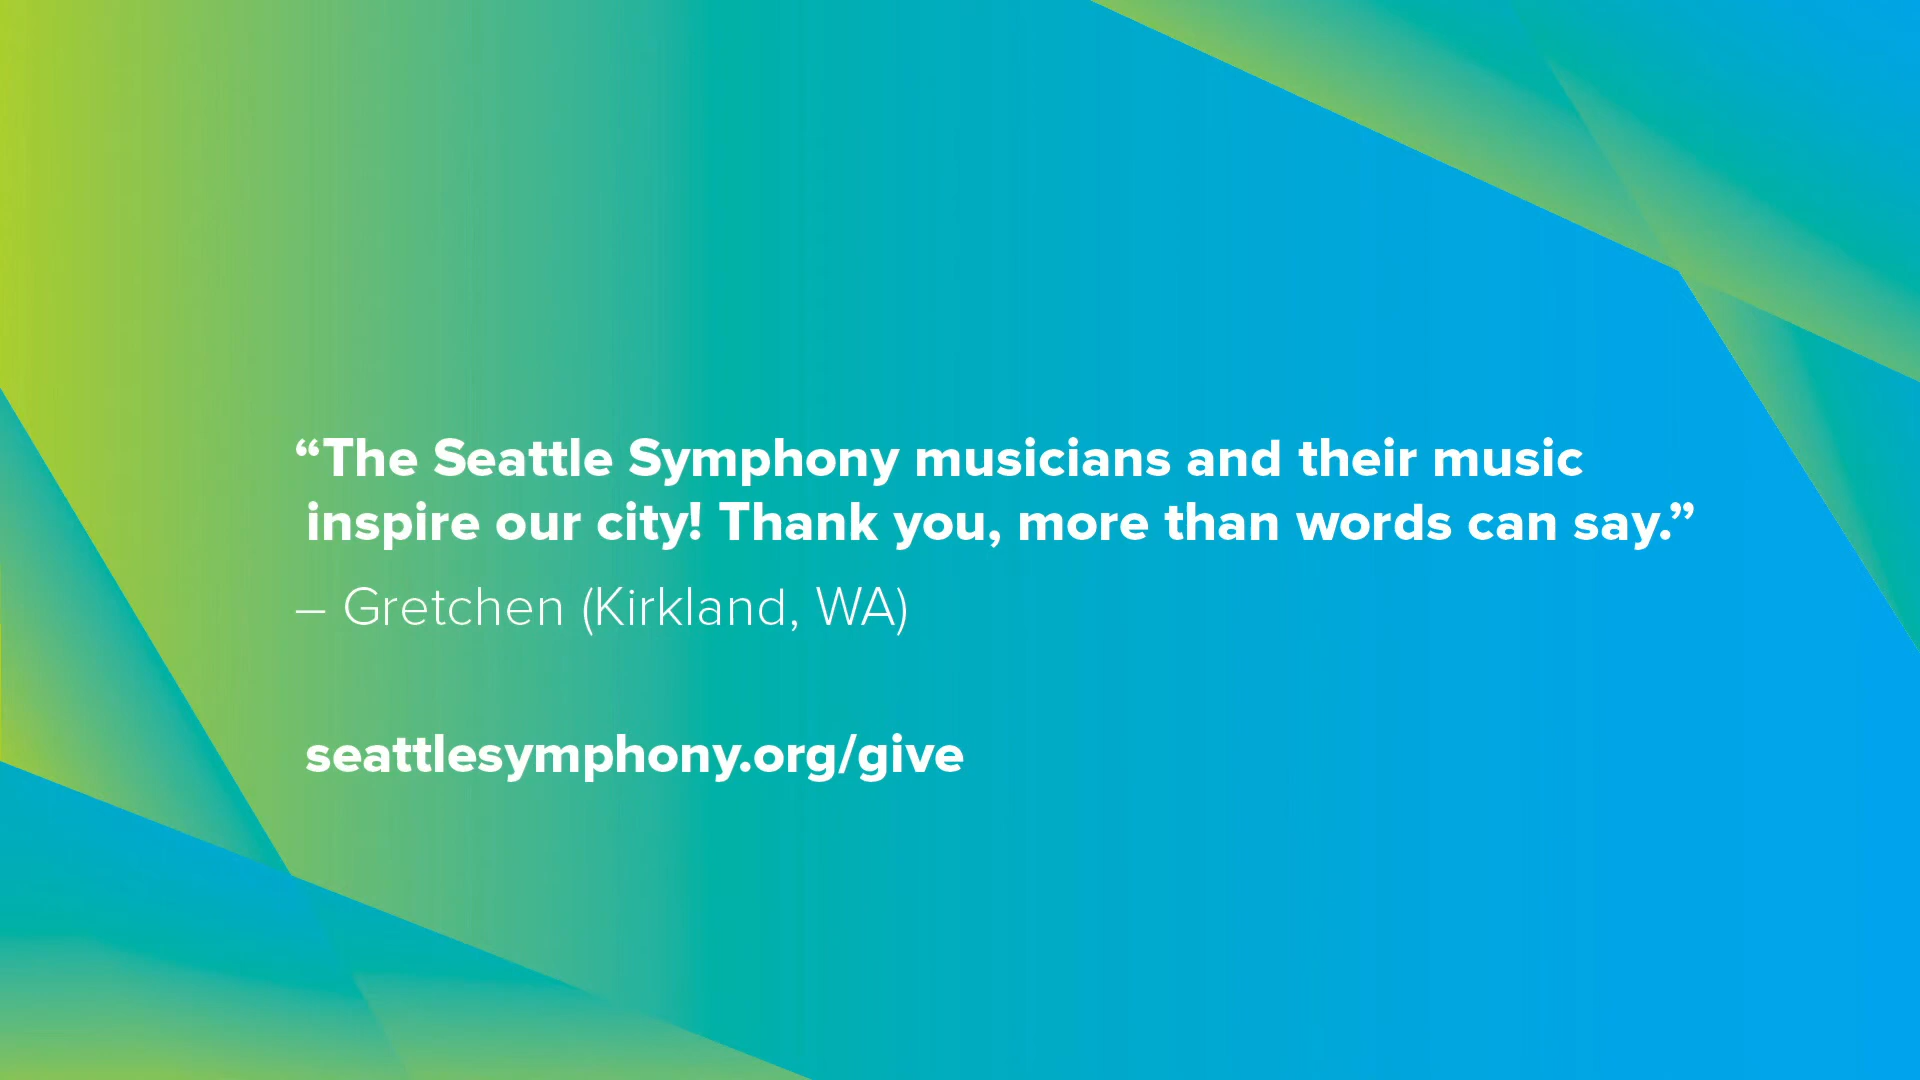 “The Seattle Symphony musicians and their music
inspire our city! Thank you, more than words can say.”
– Gretchen (Kirkland, WA)
seattlesymphony.org/give